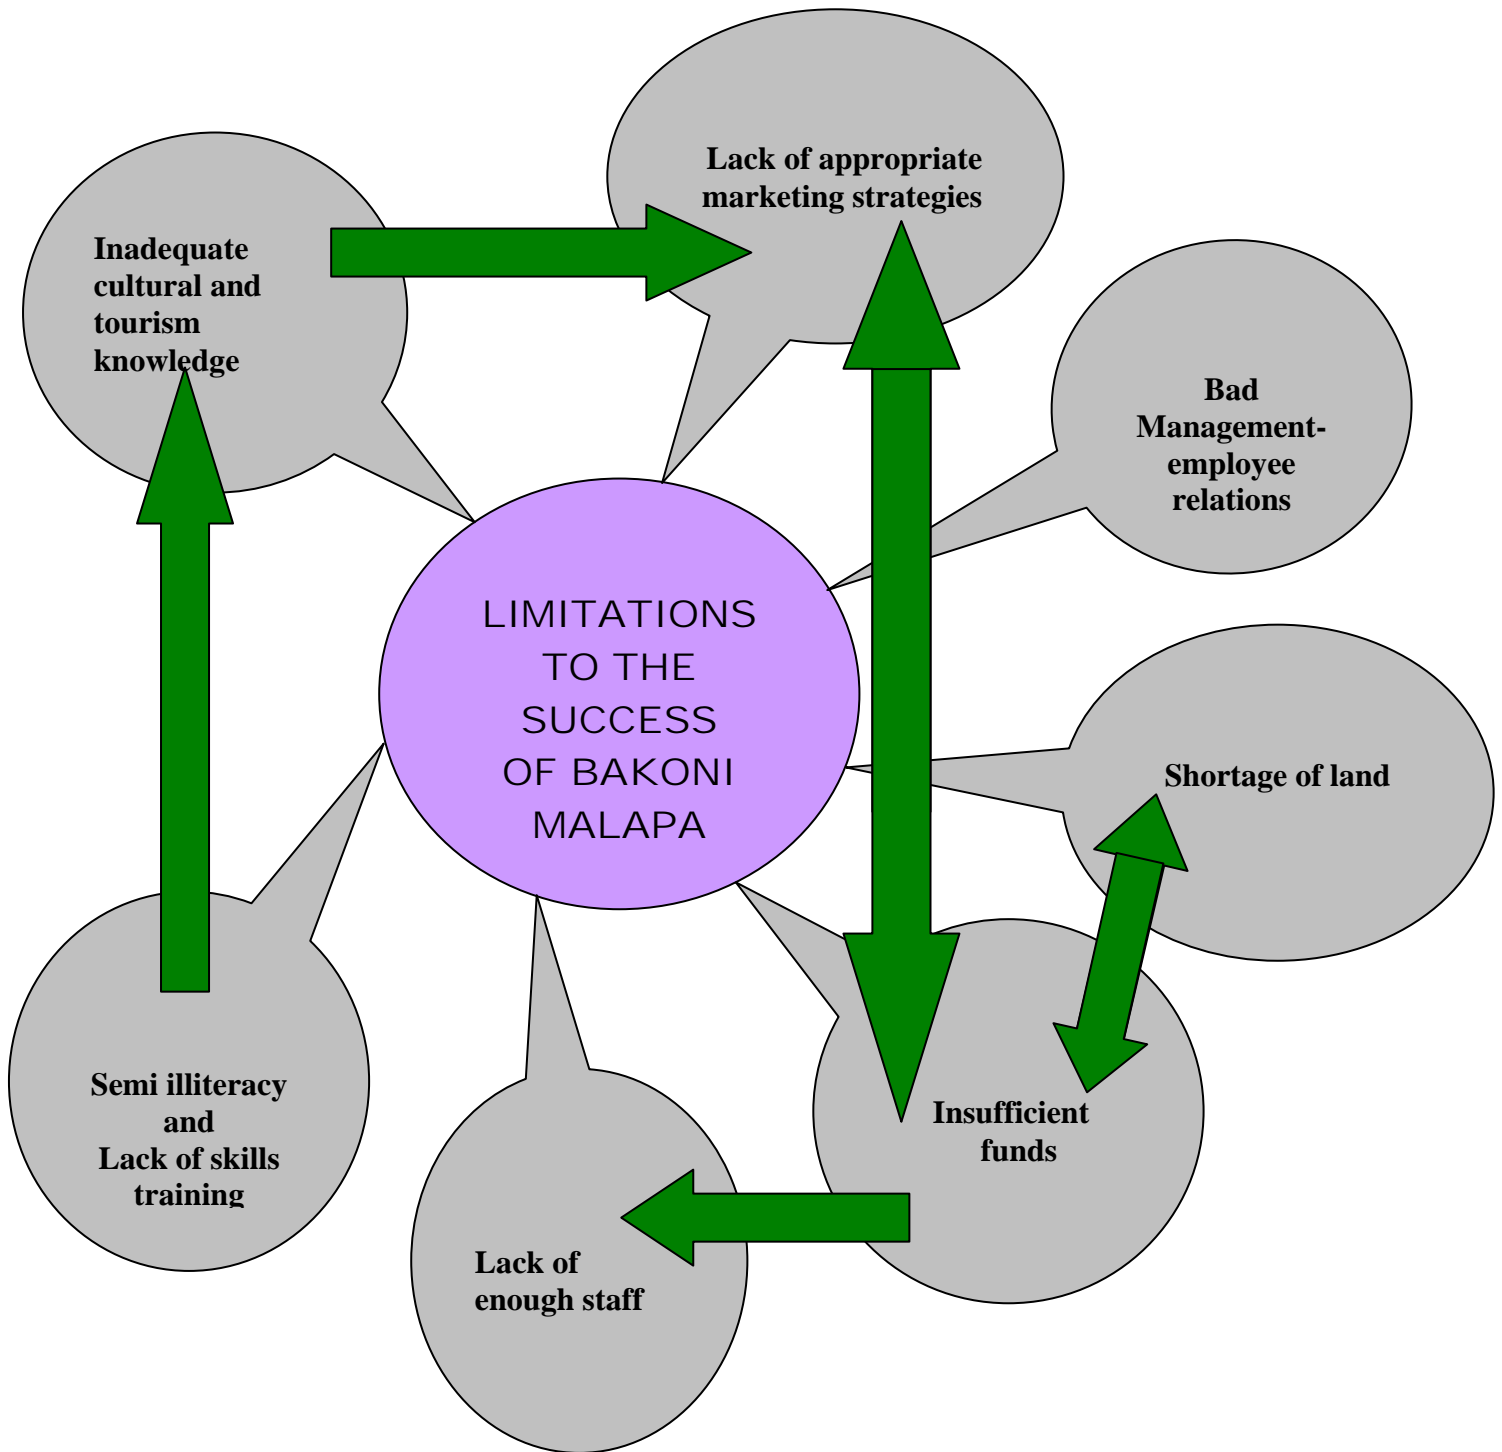 Lack of appropriate
marketing strategies
Inadequate
cultural and
tourism
knowledge
Bad
Management-
employee
relations
LIMITATIONS
TO THE
SUCCESS
OF BAKONI
MALAPA
Shortage of land
Semi illiteracy
and
Lack of skills
training
Insufficient
funds
Lack of
enough staff